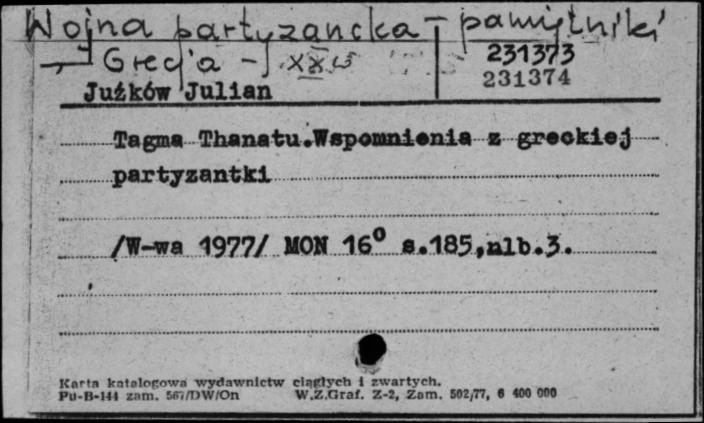 Wojna partyzancka - pamiętniki
- " - Grecja - XX w
231373
231374
Juźków Julian
Tagma Thanatu.Wspomnienia z greckiej
partyzantki
/W-wa 1977/ MON 16⁰ s.185,nlb.3.
Karta katalogowa wydawnictw ciągłych i zwartych.
Pu-B-144 zam. 567/DW/On W.Z.Graf. Z-2, Zam. 502/77, 6 400 000